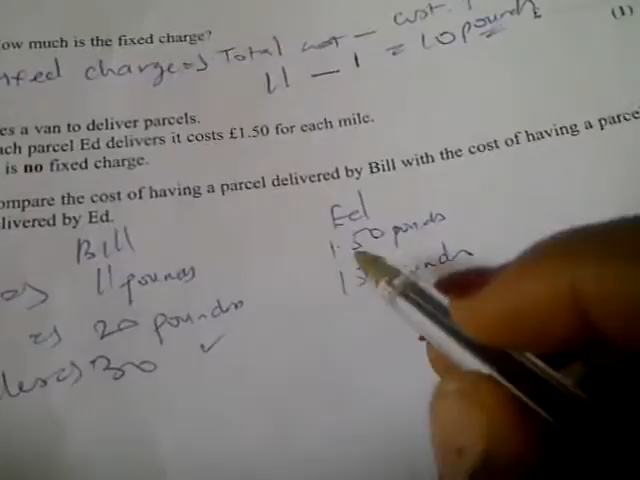 ow much is the fixed charge?
(1)
charge => Total cost - cost
11 - 1 = 10 pounds
es a van to deliver parcels.
ach parcel Ed delivers it costs £1.50 for each mile.
is no fixed charge.
ompare the cost of having a parcel delivered by Bill with the cost of having a parce
livered by Ed.
Bill Ed
=> 11 pounds 1.50 pounds
=> 20 pounds
=> 30 ✓